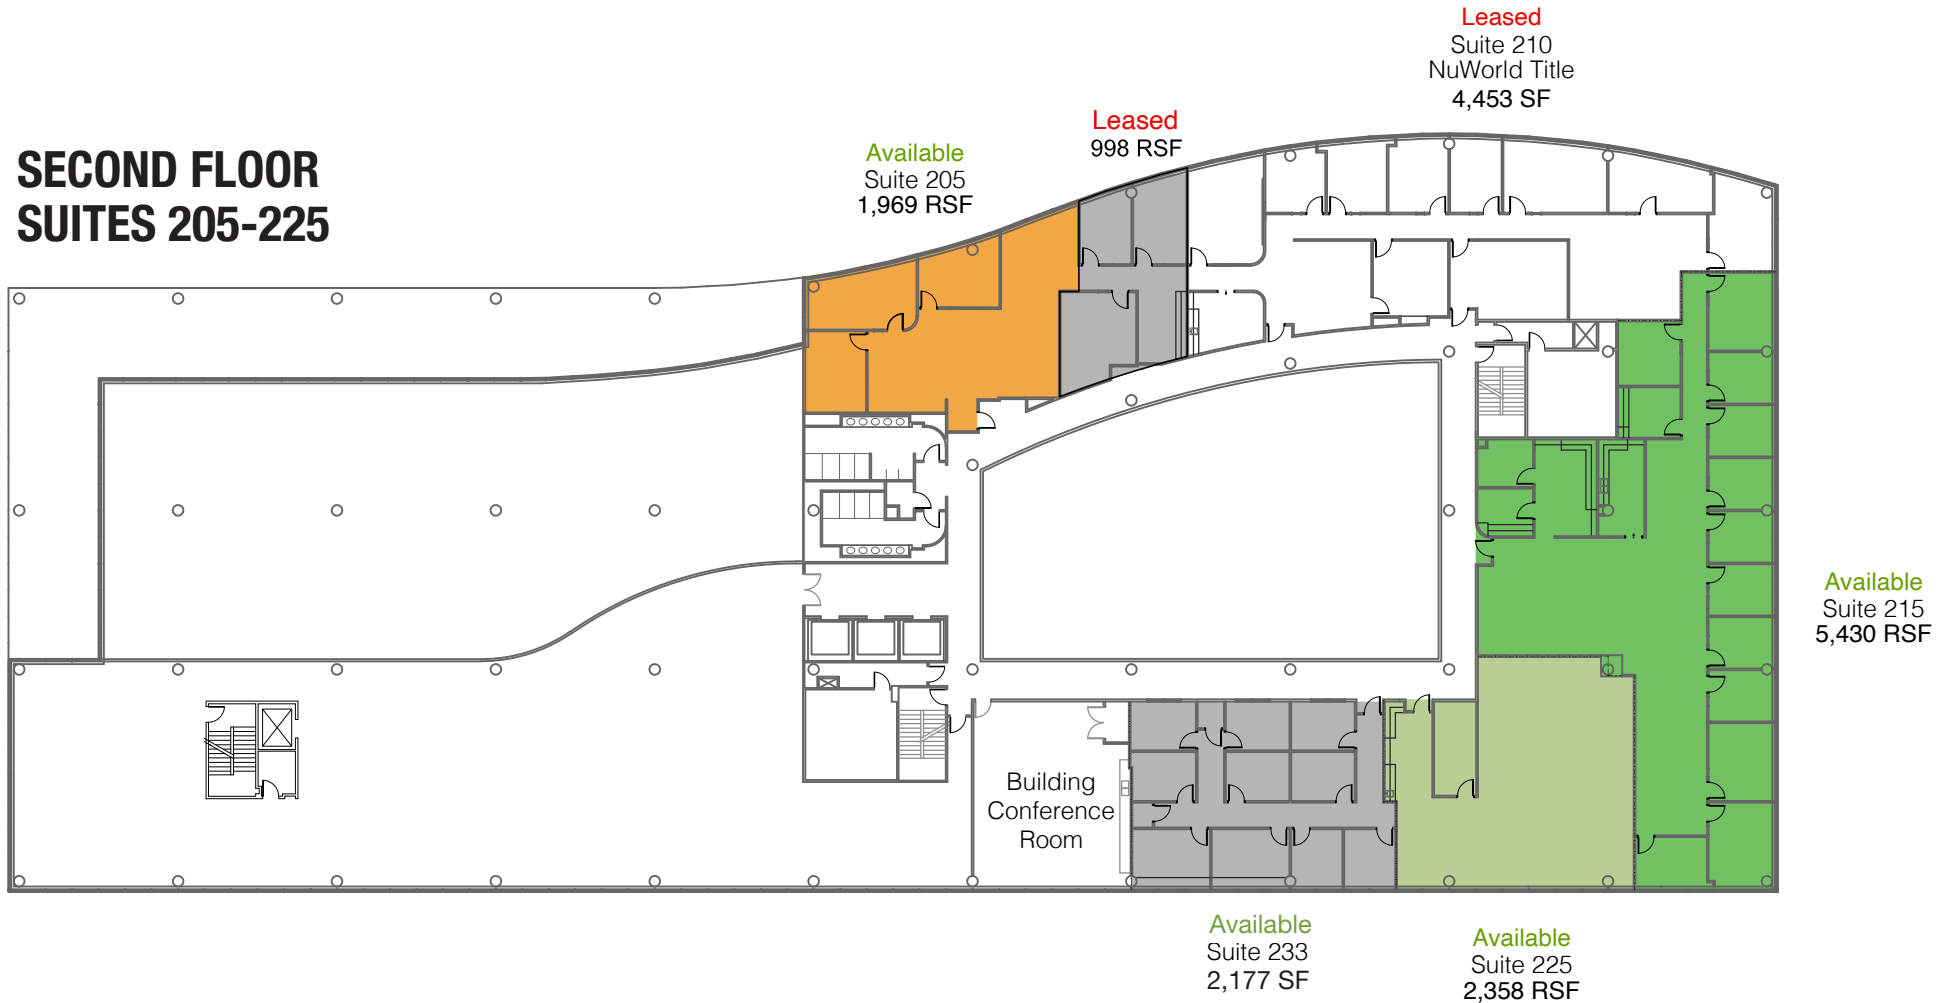 Leased
Suite 210
NuWorld Title
4,453 SF
Leased
998 RSF
Available
Suite 205
1,969 RSF
SECOND FLOOR
SUITES 205-225
Available
Suite 215
5,430 RSF
Building
Conference
Room
Available
Suite 233
2,177 SF
Available
Suite 225
2,358 RSF